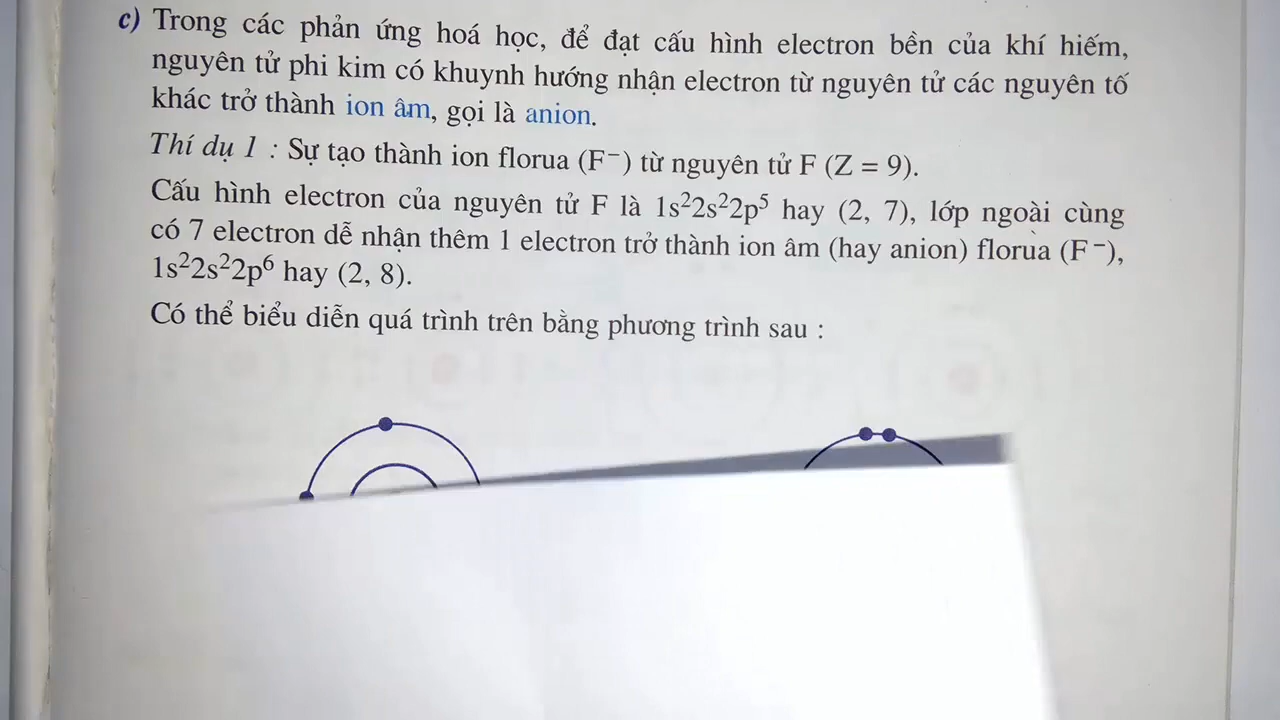 c) Trong các phản ứng hoá học, để đạt cấu hình electron bền của khí hiếm,
nguyên tử phi kim có khuynh hướng nhận electron từ nguyên tử các nguyên tố
khác trở thành ion âm, gọi là anion.
Thí dụ 1 : Sự tạo thành ion florua (F⁻) từ nguyên tử F (Z = 9).
Cấu hình electron của nguyên tử F là 1s²2s²2p⁵ hay (2, 7), lớp ngoài cùng
có 7 electron dễ nhận thêm 1 electron trở thành ion âm (hay anion) florua (F⁻),
1s²2s²2p⁶ hay (2, 8).
Có thể biểu diễn quá trình trên bằng phương trình sau :